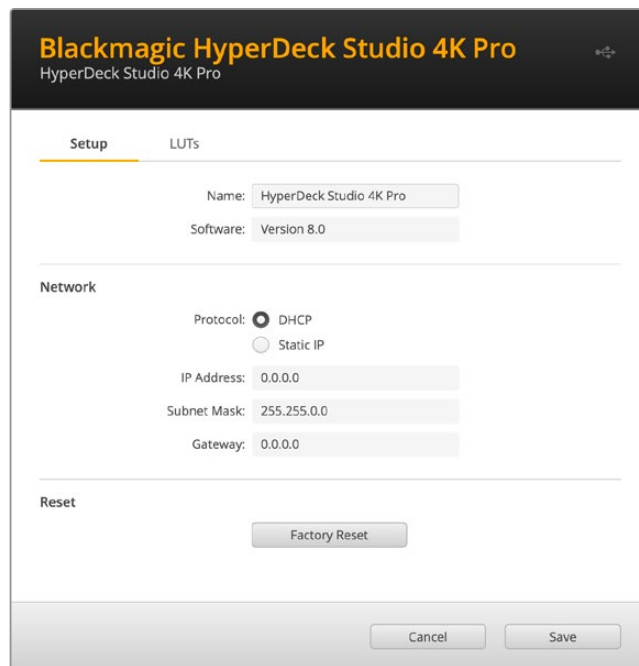 Blackmagic HyperDeck Studio 4K Pro
HyperDeck Studio 4K Pro
Setup LUTs
Name: HyperDeck Studio 4K Pro
Software: Version 8.0
Network
Protocol: DHCP
Static IP
IP Address: 0.0.0.0
Subnet Mask: 255.255.0.0
Gateway: 0.0.0.0
Reset
Factory Reset
Cancel Save